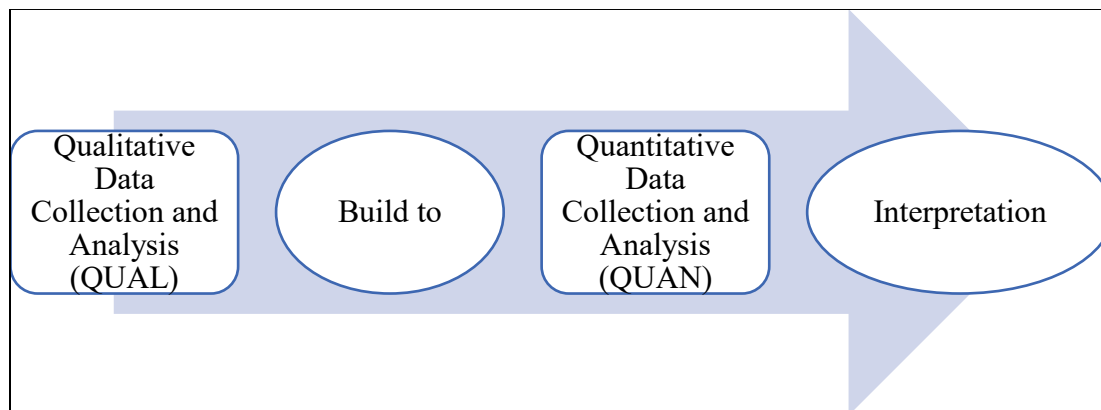 Qualitative
Data
Collection and
Analysis
(QUAL)
Build to
Quantitative
Data
Collection and
Analysis
(QUAN)
Interpretation